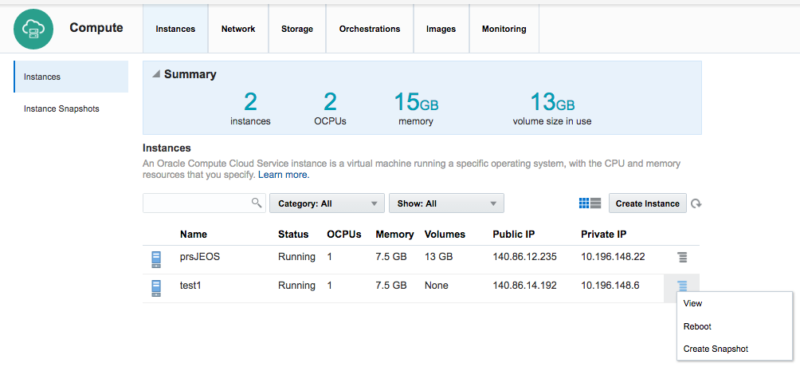 Compute
Instances
Network
Storage
Orchestrations
Images
Monitoring
Instances
Instance Snapshots
Summary
2 2 15GB 13GB
instances OCPUs memory volume size in use
Instances
An Oracle Compute Cloud Service instance is a virtual machine running a specific operating system, with the CPU and memory
resources that you specify. Learn more.
Category: All Show: All Create Instance
Name Status OCPUs Memory Volumes Public IP Private IP
prsJEOS Running 1 7.5 GB 13 GB 140.86.12.235 10.196.148.22
test1 Running 1 7.5 GB None 140.86.14.192 10.196.148.6
View
Reboot
Create Snapshot